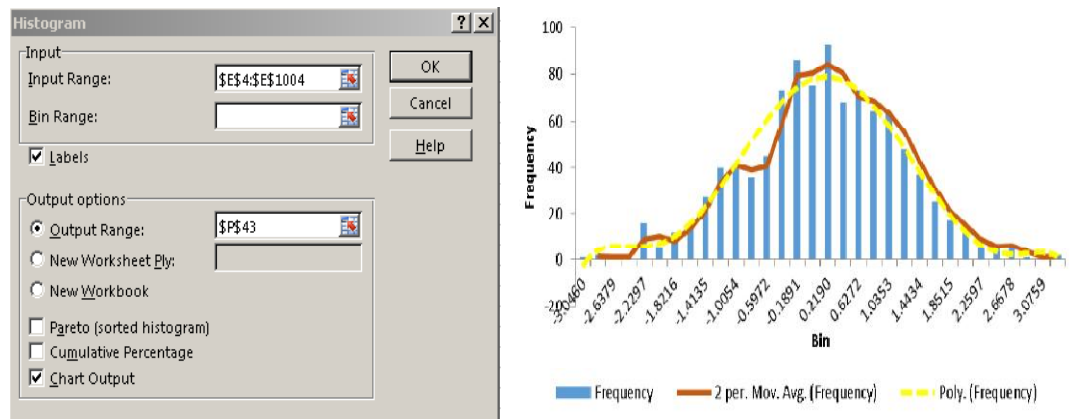 Histogram
Input
Input Range: $E$4:$E$1004
Bin Range:
Labels
OK
Cancel
Help
Output options
Output Range: $P$43
New Worksheet Ply:
New Workbook
Pareto (sorted histogram)
Cumulative Percentage
Chart Output
100
80
60
40
20
0
-20
Frequency
-3.0460 -2.6379 -2.2297 -1.8216 -1.4135 -1.0054 -0.5972 -0.1891 0.2190 0.6272 1.0353 1.4434 1.8515 2.2597 2.6678 3.0759
Bin
Frequency 2 per. Mov. Avg. (Frequency) Poly. (Frequency)